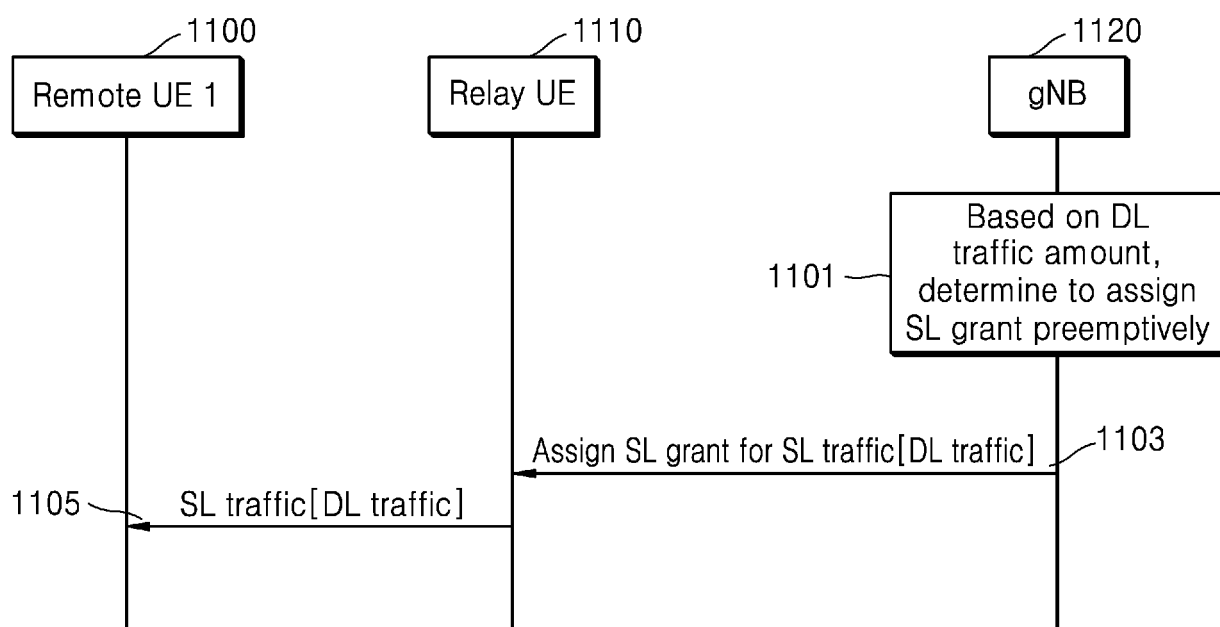 1100
1110
1120
Remote UE 1
Relay UE
gNB
1101
Based on DL
traffic amount,
determine to assign
SL grant preemptively
Assign SL grant for SL traffic[DL traffic]
1103
1105
SL traffic[DL traffic]